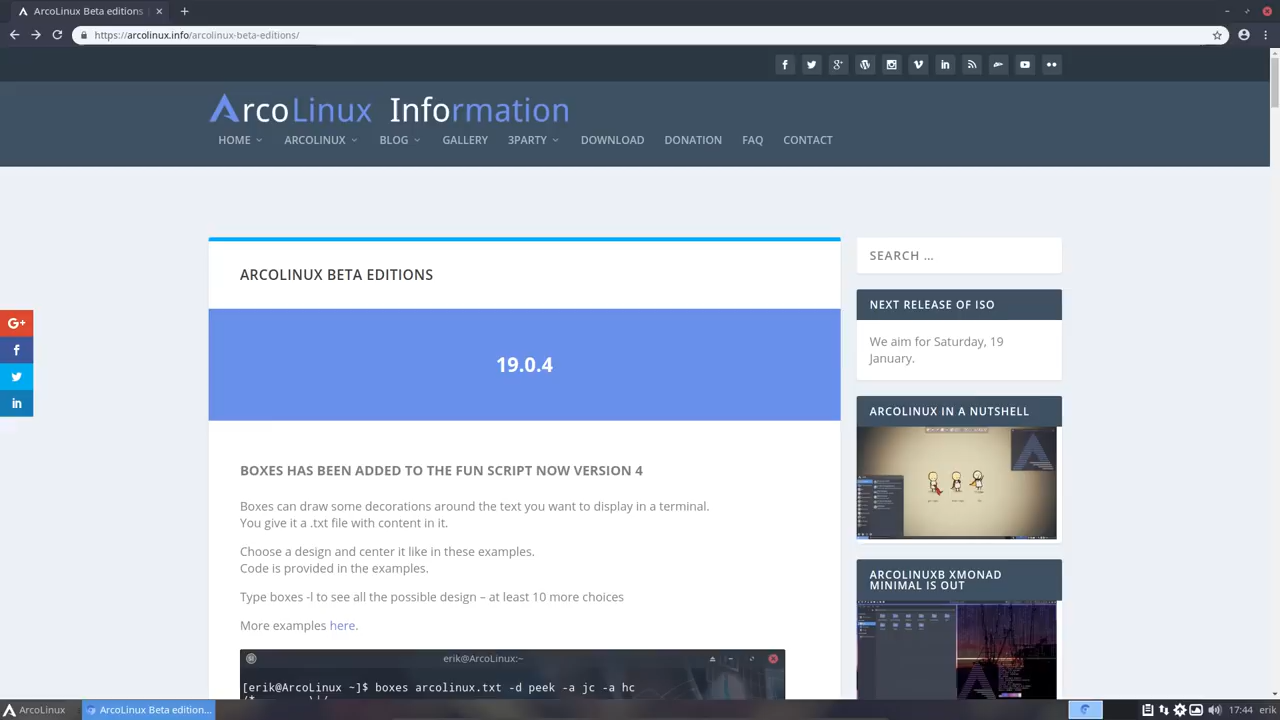 ArcoLinux Beta editions
https://arcolinux.info/arcolinux-beta-editions/
ArcoLinux Information
HOME ARCOLINUX BLOG GALLERY 3PARTY DOWNLOAD DONATION FAQ CONTACT
ARCOLINUX BETA EDITIONS
19.0.4
BOXES HAS BEEN ADDED TO THE FUN SCRIPT NOW VERSION 4
Boxes can draw some decorations around the text you want to display in a terminal.
You give it a .txt file with content in it.
Choose a design and center it like in these examples.
Code is provided in the examples.
Type boxes -l to see all the possible design – at least 10 more choices
More examples here.
erik@ArcoLinux:~
[erik@ArcoLinux ~]$ boxes arcolinux.txt -d peek -a jc -a hc
SEARCH …
NEXT RELEASE OF ISO
We aim for Saturday, 19
January.
ARCOLINUX IN A NUTSHELL
ARCOLINUXB XMONAD
MINIMAL IS OUT
G+
f
in
ArcoLinux
ArcoLinux Beta edition...
17:44 erik